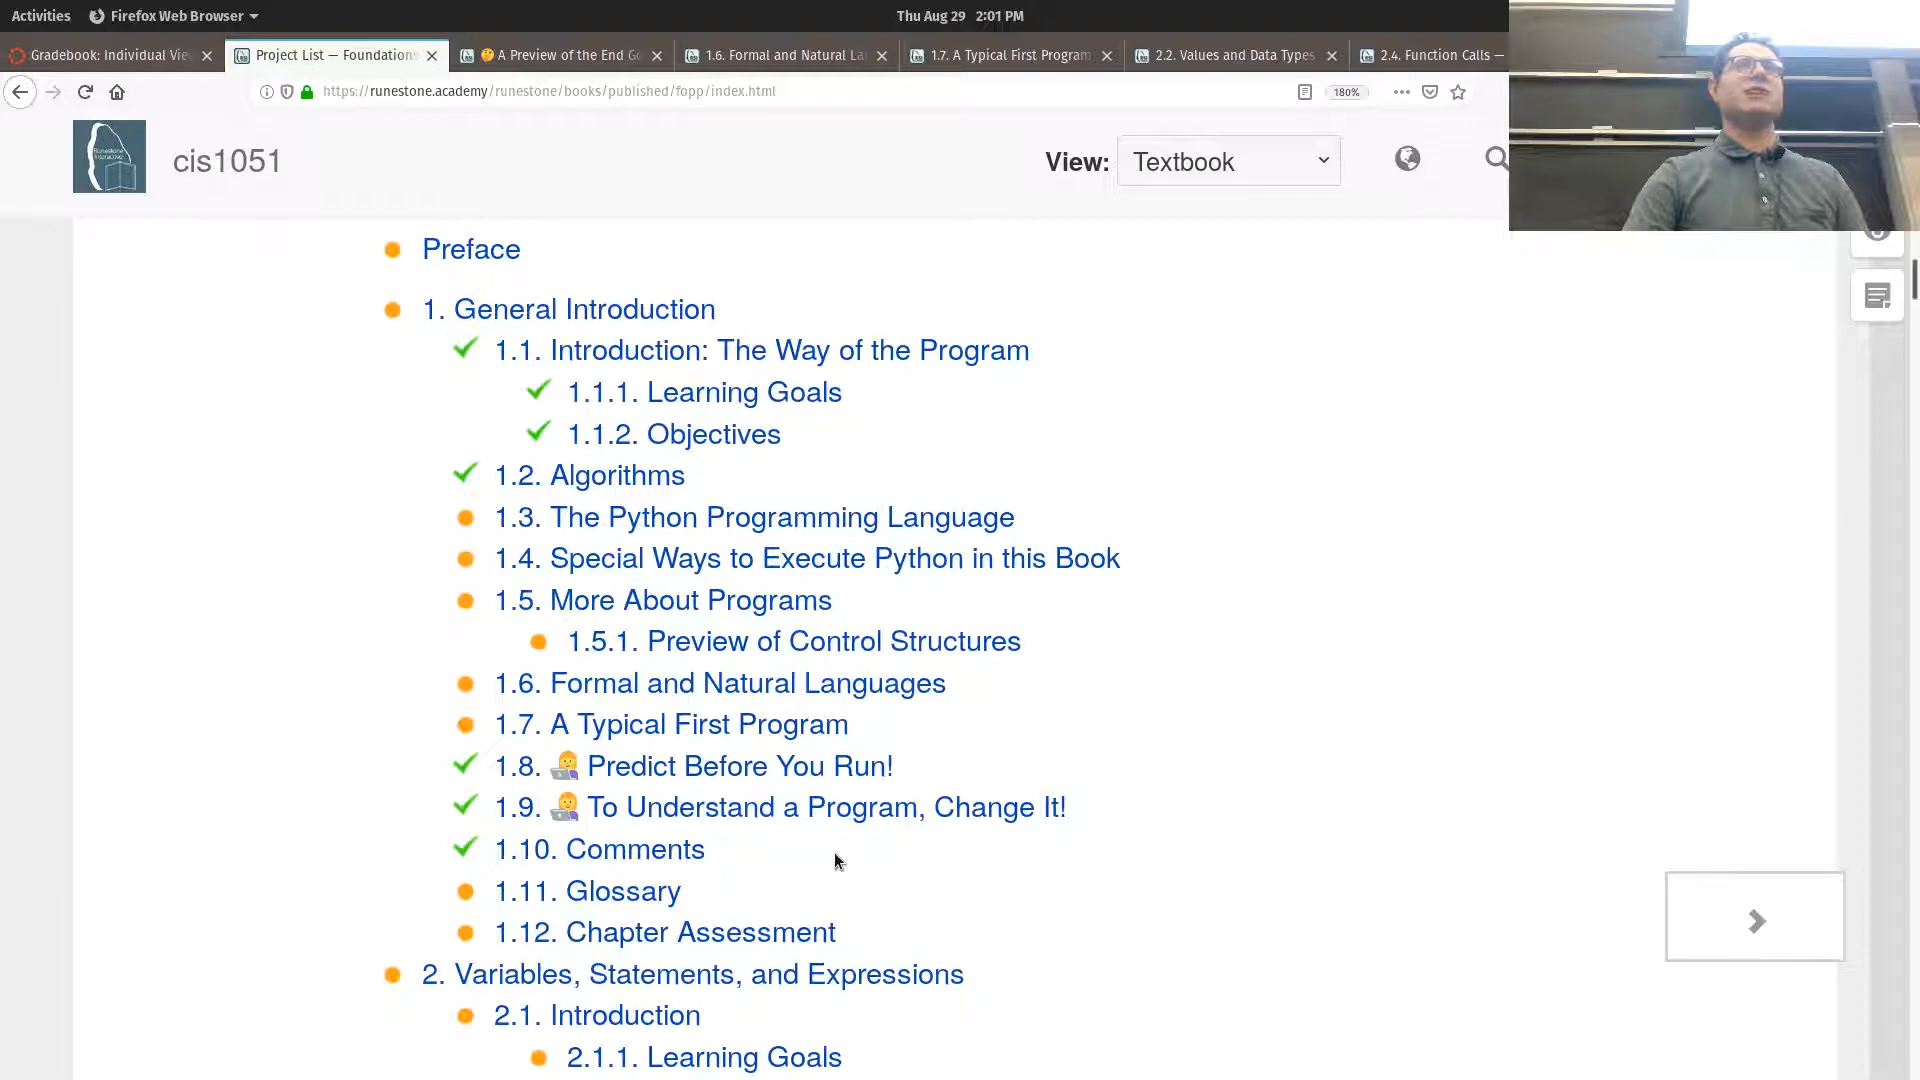 Activities Firefox Web Browser Thu Aug 29 2:01 PM
Gradebook: Individual Vie Project List — Foundations A Preview of the End Go 1.6. Formal and Natural La 1.7. A Typical First Program 2.2. Values and Data Types 2.4. Function Calls —
https://runestone.academy/runestone/books/published/fopp/index.html 180%
Runestone Interactive
cis1051 View: Textbook
Preface
1. General Introduction
1.1. Introduction: The Way of the Program
1.1.1. Learning Goals
1.1.2. Objectives
1.2. Algorithms
1.3. The Python Programming Language
1.4. Special Ways to Execute Python in this Book
1.5. More About Programs
1.5.1. Preview of Control Structures
1.6. Formal and Natural Languages
1.7. A Typical First Program
1.8. Predict Before You Run!
1.9. To Understand a Program, Change It!
1.10. Comments
1.11. Glossary
1.12. Chapter Assessment
2. Variables, Statements, and Expressions
2.1. Introduction
2.1.1. Learning Goals